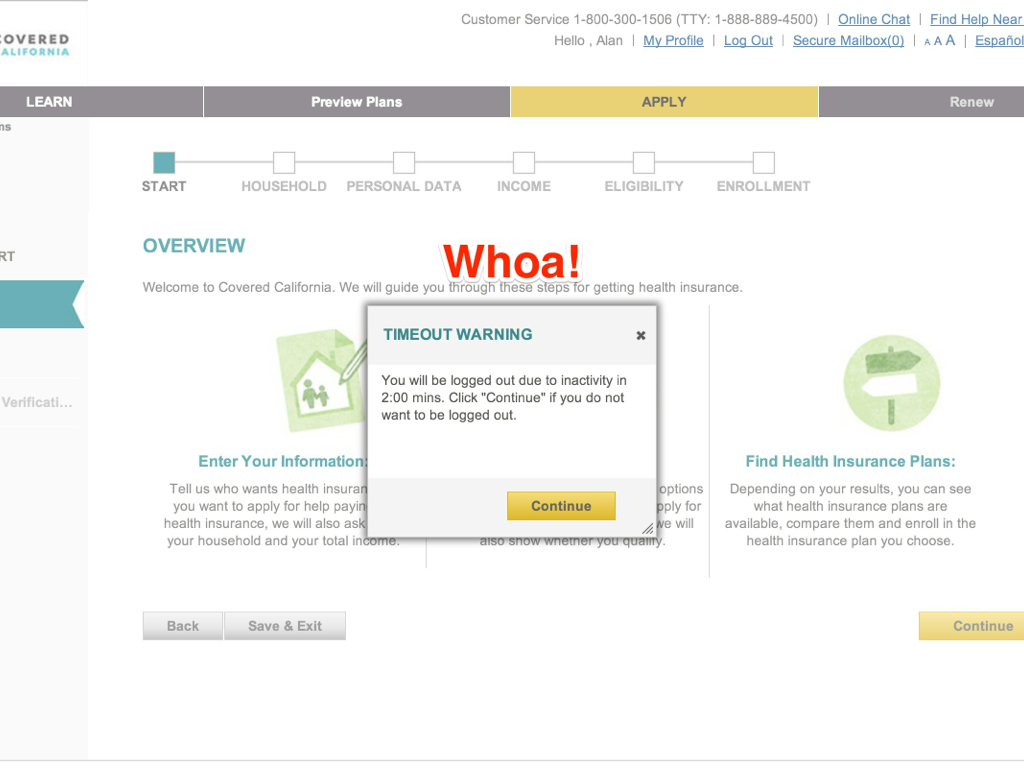 Customer Service 1-800-300-1506 (TTY: 1-888-889-4500) | Online Chat | Find Help Near
Hello , Alan | My Profile | Log Out | Secure Mailbox(0) | A A A | Español
OVERED
ALIFORNIA
LEARN Preview Plans APPLY Renew
ns
START HOUSEHOLD PERSONAL DATA INCOME ELIGIBILITY ENROLLMENT
RT
OVERVIEW
Whoa!
Welcome to Covered California. We will guide you through these steps for getting health insurance.
TIMEOUT WARNING
You will be logged out due to inactivity in
2:00 mins. Click "Continue" if you do not
want to be logged out.
Continue
Verificati...
Enter Your Information:
Tell us who wants health insuran
you want to apply for help payin
health insurance, we will also ask
your household and your total income.
options
pply for
we will
also show whether you qualify.
Find Health Insurance Plans:
Depending on your results, you can see
what health insurance plans are
available, compare them and enroll in the
health insurance plan you choose.
Back Save & Exit Continue